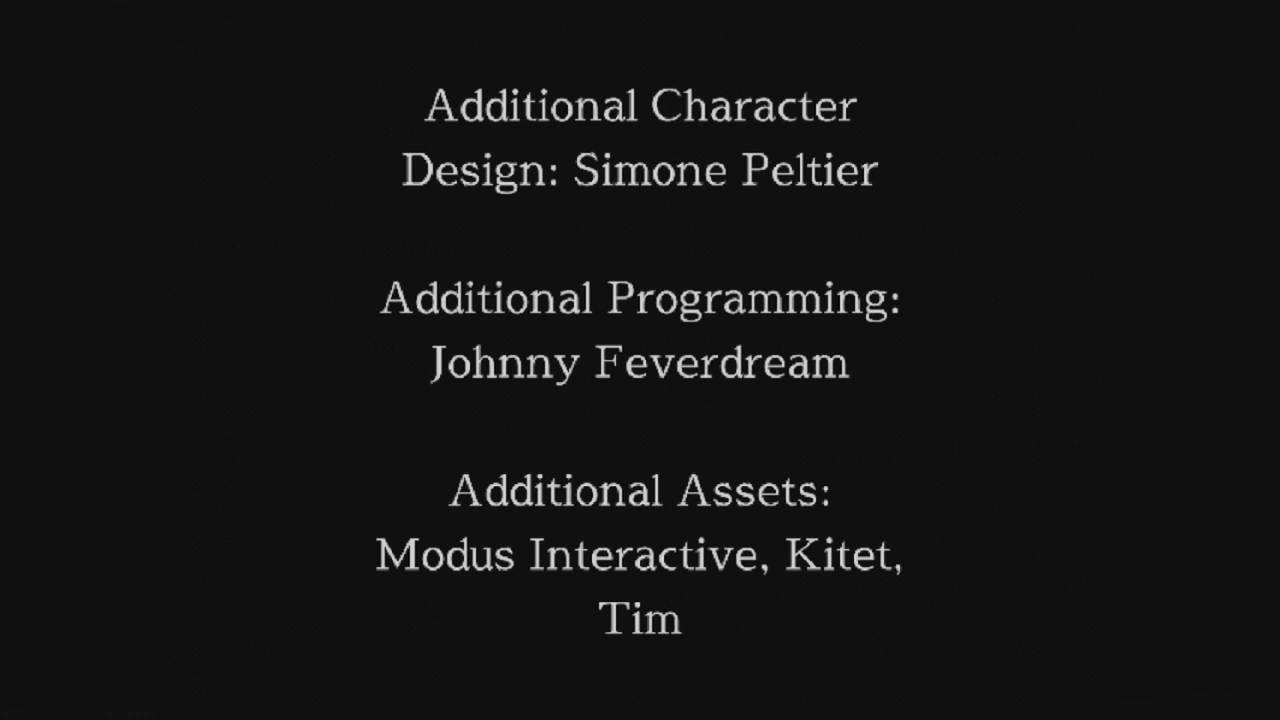 Additional Character
Design: Simone Peltier
Additional Programming:
Johnny Feverdream
Additional Assets:
Modus Interactive, Kitet,
Tim